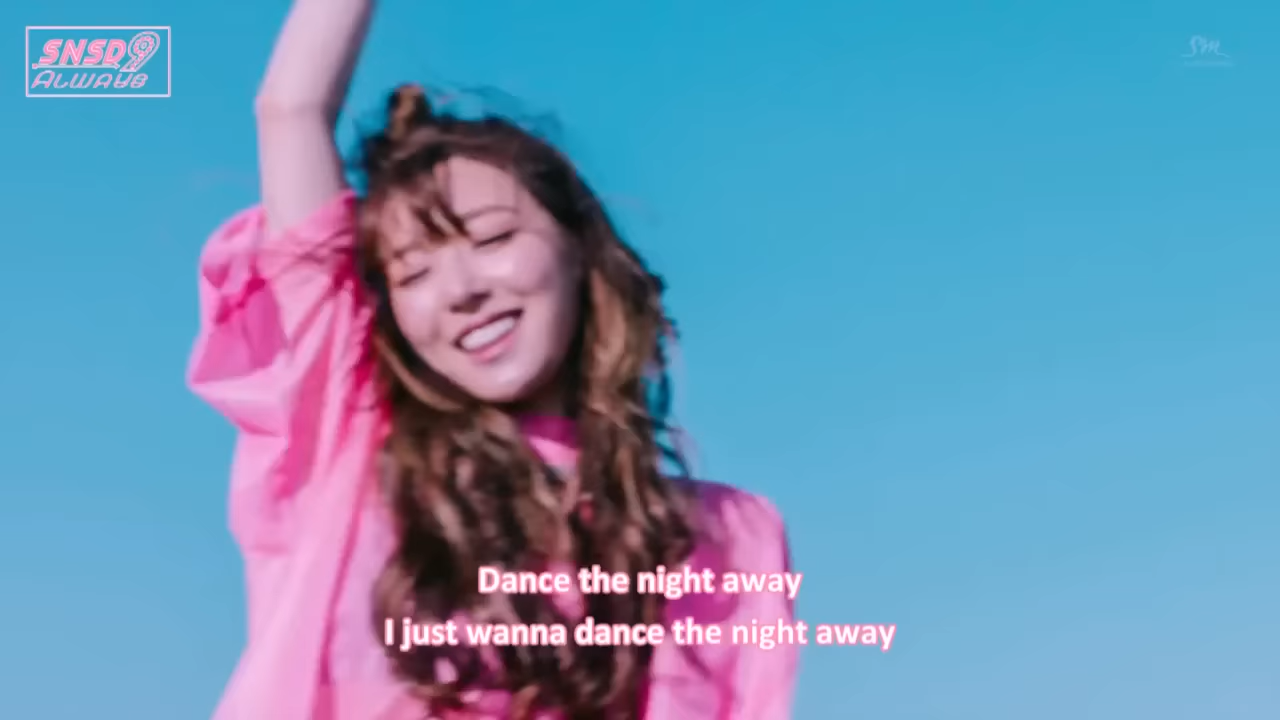 SNSD9
ALWAYS
SM
Dance the night away
I just wanna dance the night away